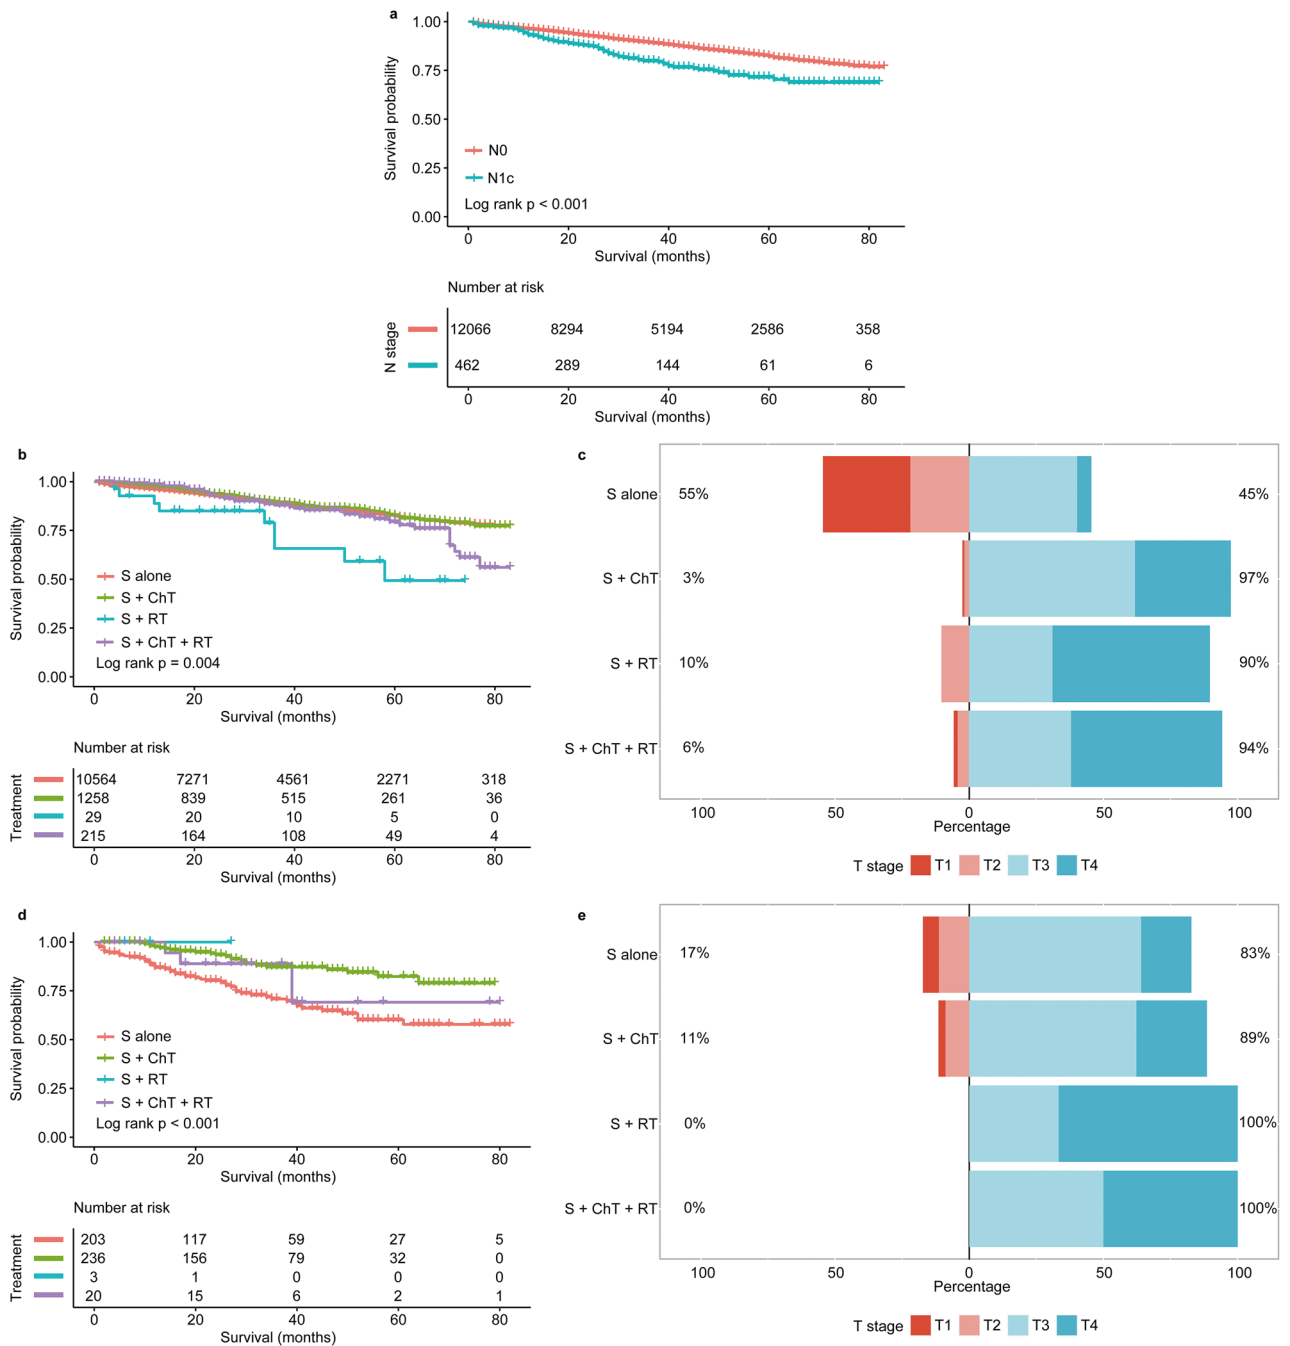 a
1.00
0.75
0.50
0.25
0.00
Survival probability
N0
N1c
Log rank p < 0.001
0 20 40 60 80
Survival (months)
Number at risk
N stage
12066 8294 5194 2586 358
462 289 144 61 6
0 20 40 60 80
Survival (months)
b
1.00
0.75
0.50
0.25
0.00
Survival probability
S alone
S + ChT
S + RT
S + ChT + RT
Log rank p = 0.004
0 20 40 60 80
Survival (months)
Number at risk
Treatment
10564 7271 4561 2271 318
1258 839 515 261 36
29 20 10 5 0
215 164 108 49 4
0 20 40 60 80
Survival (months)
c
S alone 55% 45%
S + ChT 3% 97%
S + RT 10% 90%
S + ChT + RT 6% 94%
100 50 0 50 100
Percentage
T stage T1 T2 T3 T4
d
1.00
0.75
0.50
0.25
0.00
Survival probability
S alone
S + ChT
S + RT
S + ChT + RT
Log rank p < 0.001
0 20 40 60 80
Survival (months)
Number at risk
Treatment
203 117 59 27 5
236 156 79 32 0
3 1 0 0 0
20 15 6 2 1
0 20 40 60 80
Survival (months)
e
S alone 17% 83%
S + ChT 11% 89%
S + RT 0% 100%
S + ChT + RT 0% 100%
100 50 0 50 100
Percentage
T stage T1 T2 T3 T4